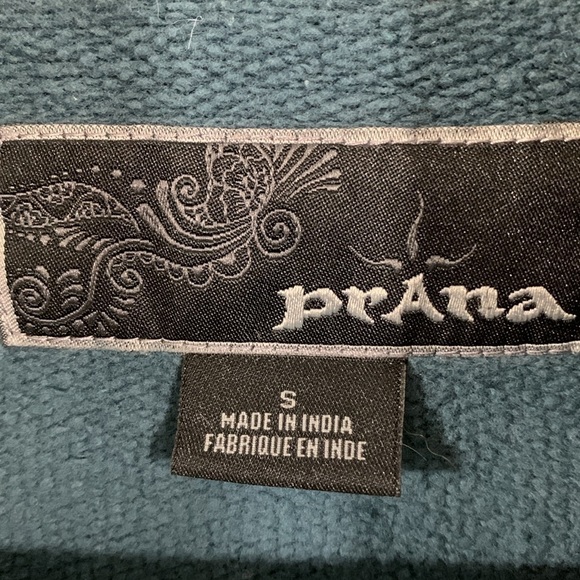 prAna
S
MADE IN INDIA
FABRIQUE EN INDE